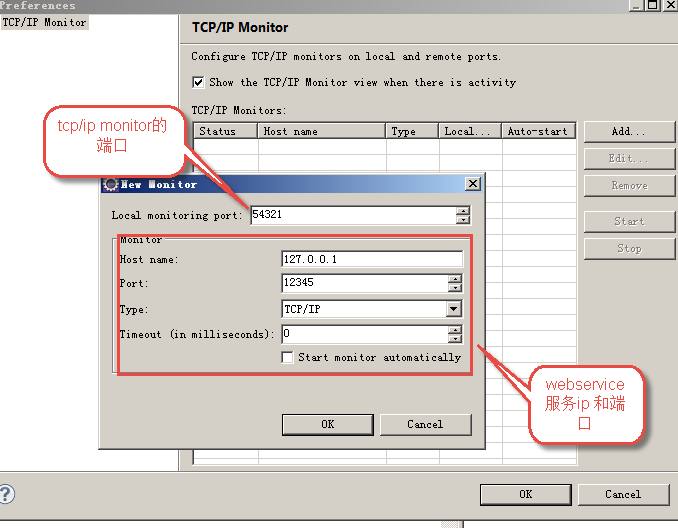 Preferences
TCP/IP Monitor
TCP/IP Monitor
Configure TCP/IP monitors on local and remote ports.
Show the TCP/IP Monitor view when there is activity
TCP/IP Monitors:
Status Host name Type Local... Auto-start
Add...
Edit...
Remove
Start
Stop
tcp/ip monitor的
端口
New Monitor
Local monitoring port: 54321
Monitor
Host name: 127.0.0.1
Port: 12345
Type: TCP/IP
Timeout (in milliseconds): 0
Start monitor automatically
OK Cancel
webservice
服务ip 和端
口
?
OK Cancel